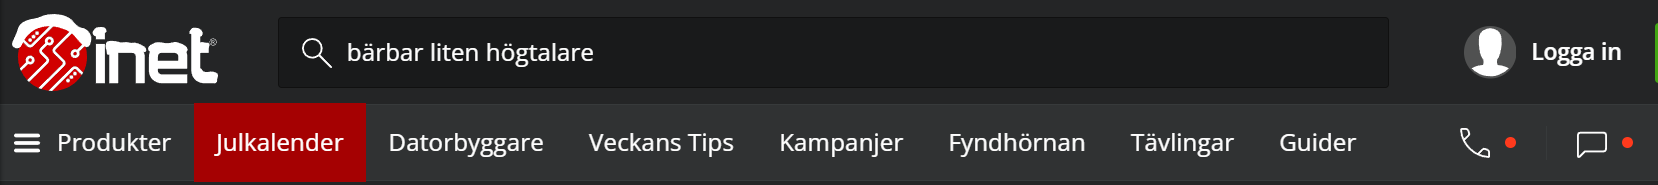 inet®
bärbar liten högtalare
Logga in
Produkter Julkalender Datorbyggare Veckans Tips Kampanjer Fyndhörnan Tävlingar Guider